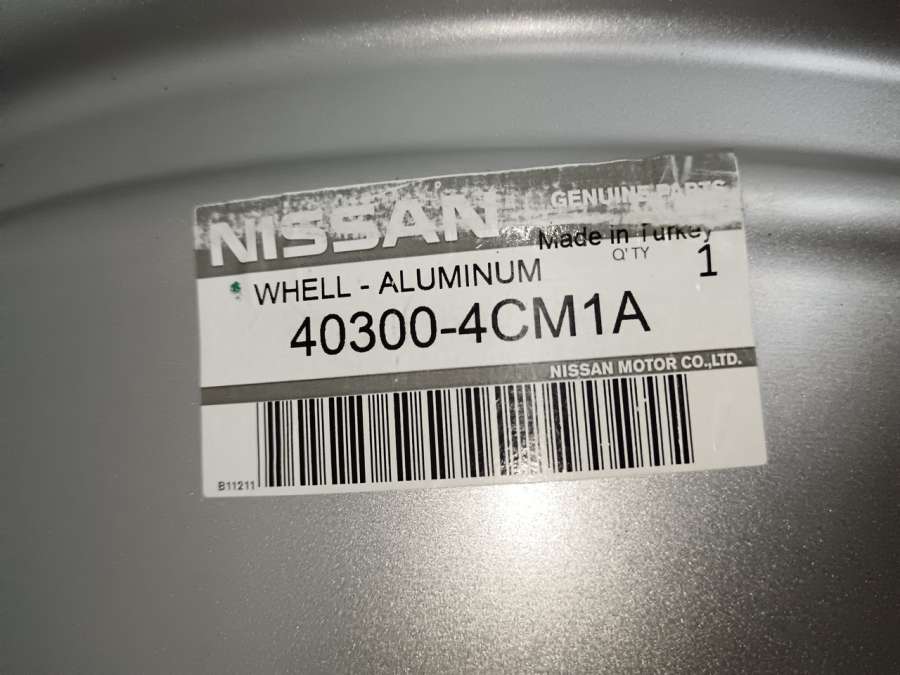 GENUINE PARTS
NISSAN
Made in Turkey
Q'TY
1
WHELL - ALUMINUM
40300-4CM1A
NISSAN MOTOR CO.,LTD.
B11211